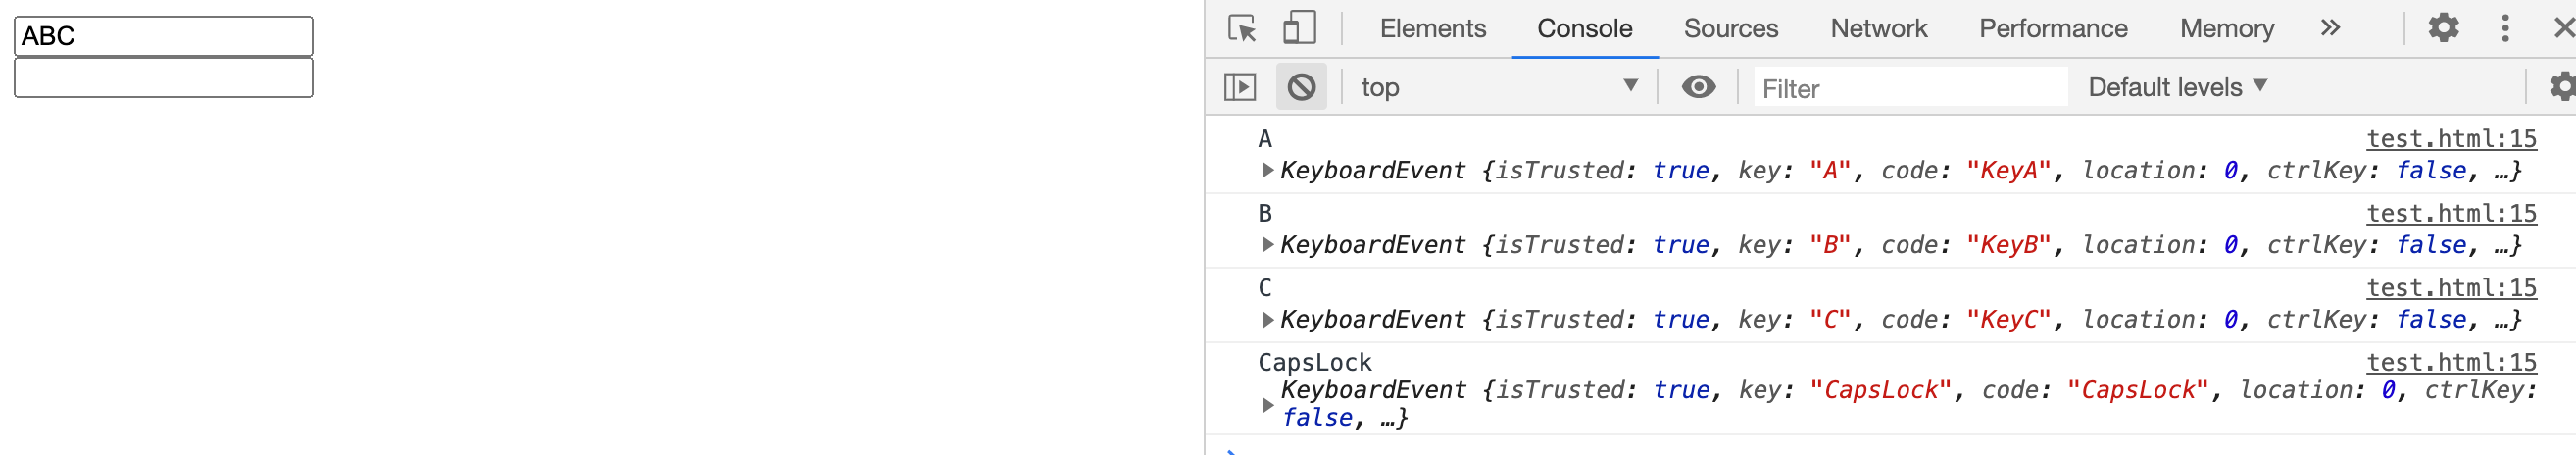 ABC
Elements Console Sources Network Performance Memory
top Filter Default levels
A test.html:15
KeyboardEvent {isTrusted: true, key: "A", code: "KeyA", location: 0, ctrlKey: false, …}
B test.html:15
KeyboardEvent {isTrusted: true, key: "B", code: "KeyB", location: 0, ctrlKey: false, …}
C test.html:15
KeyboardEvent {isTrusted: true, key: "C", code: "KeyC", location: 0, ctrlKey: false, …}
CapsLock test.html:15
KeyboardEvent {isTrusted: true, key: "CapsLock", code: "CapsLock", location: 0, ctrlKey:
false, …}